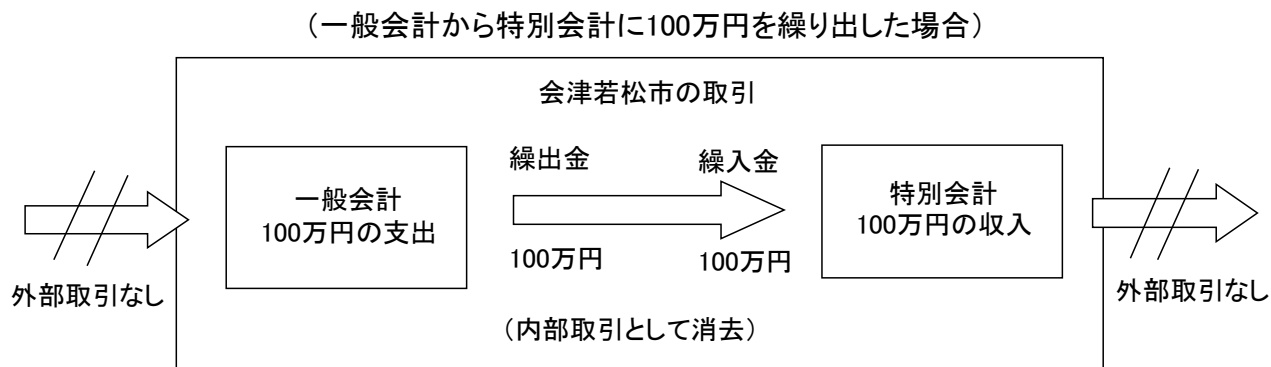 （一般会計から特別会計に100万円を繰り出した場合）
会津若松市の取引
一般会計
100万円の支出
繰出金
繰入金
100万円
100万円
特別会計
100万円の収入
外部取引なし
外部取引なし
（内部取引として消去）